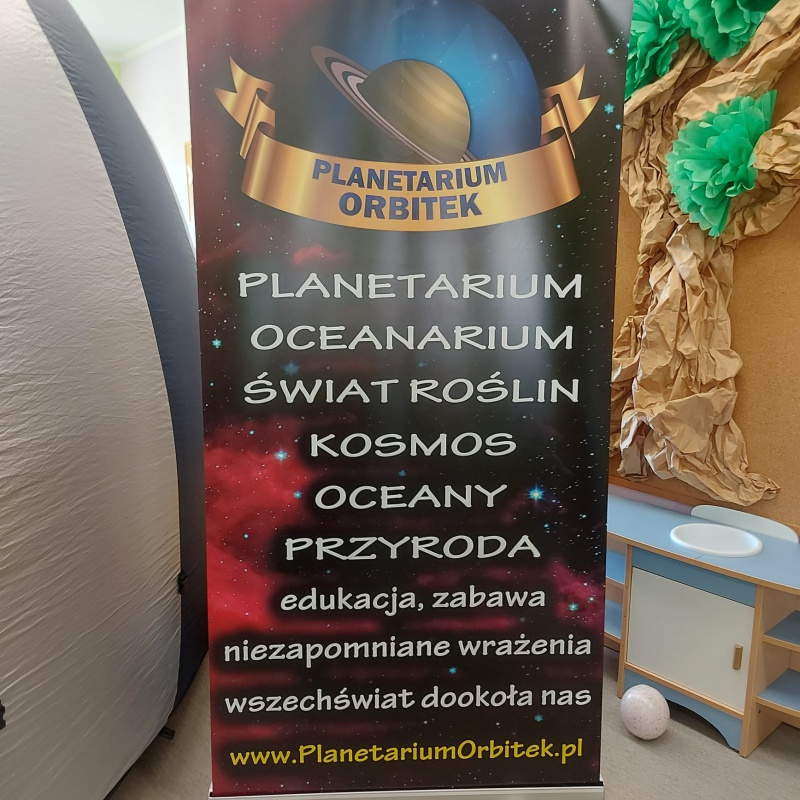 PLANETARIUM
ORBITEK
PLANETARIUM
OCEANARIUM
ŚWIAT ROŚLIN
KOSMOS
OCEANY
PRZYRODA
edukacja, zabawa
niezapomniane wrażenia
wszechświat dookoła nas
www.PlanetariumOrbitek.pl